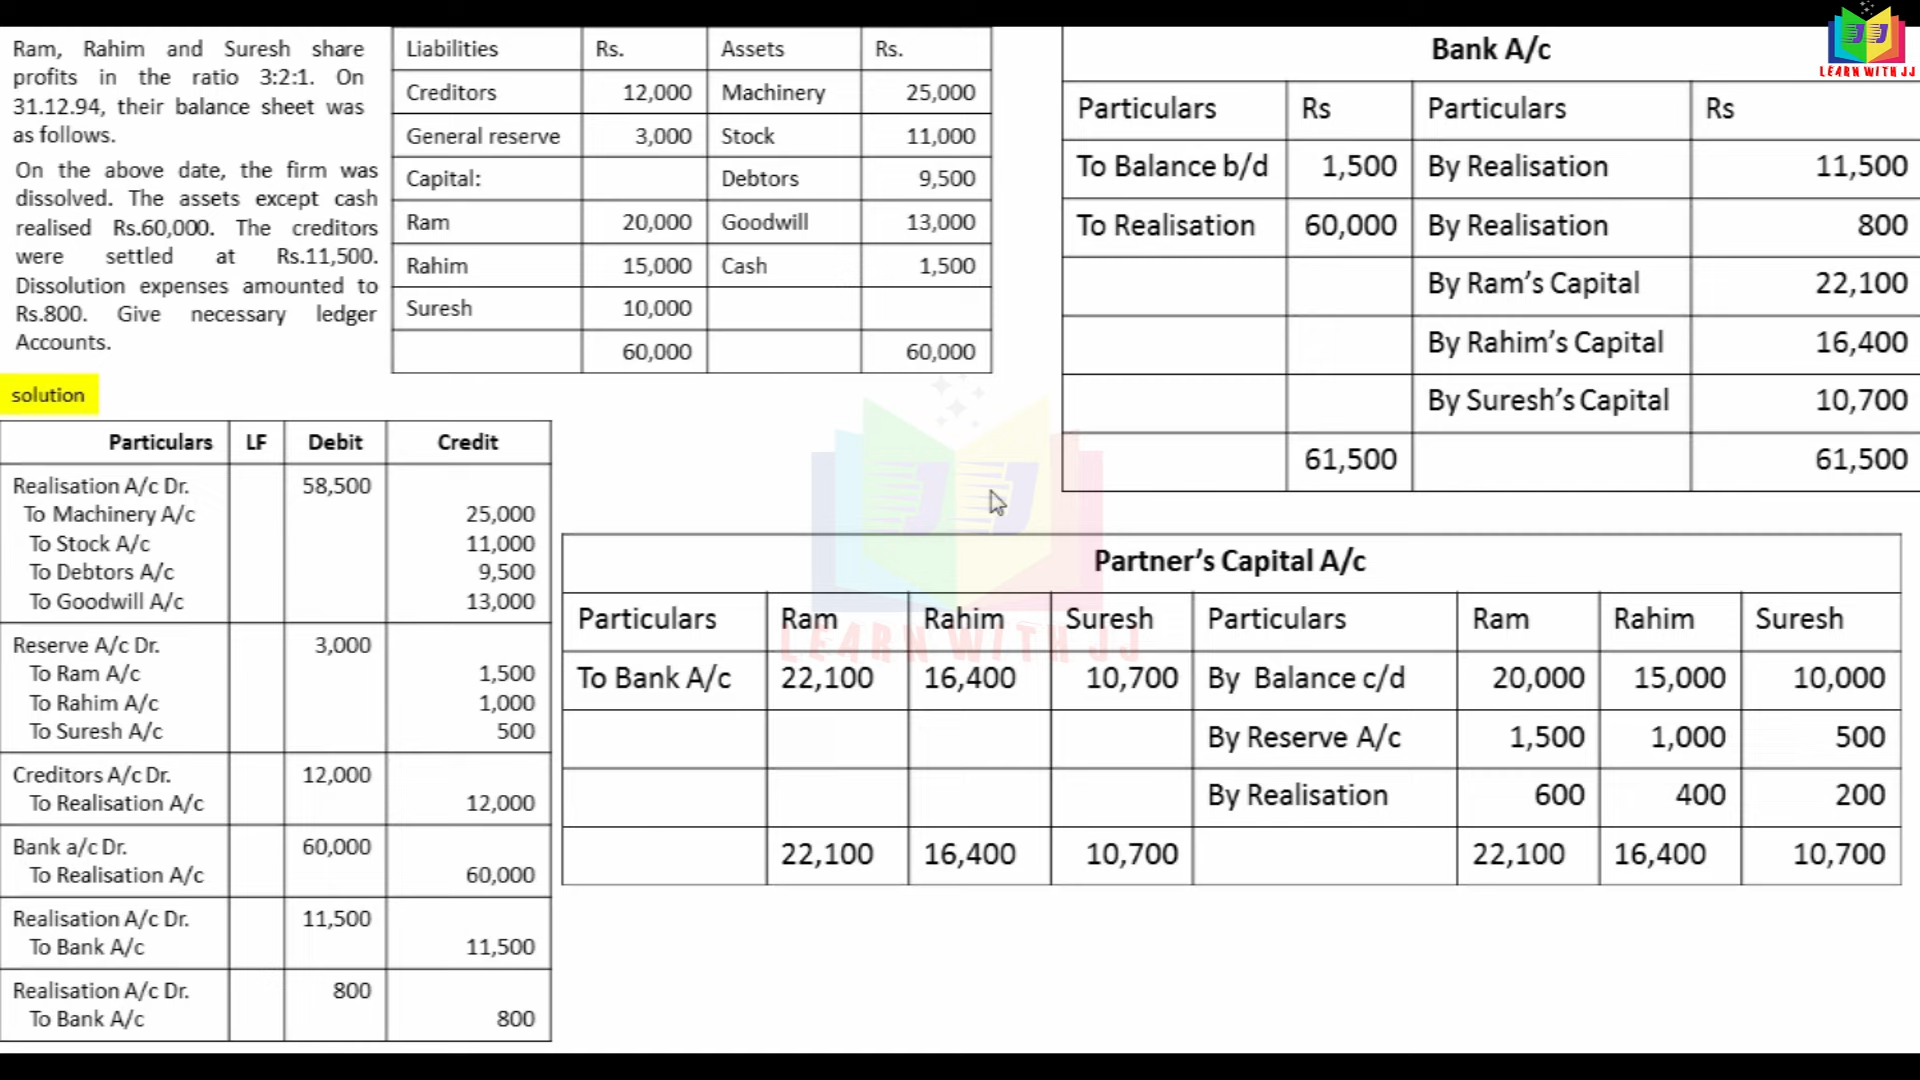 Ram, Rahim and Suresh share
profits in the ratio 3:2:1. On
31.12.94, their balance sheet was
as follows.
On the above date, the firm was
dissolved. The assets except cash
realised Rs.60,000. The creditors
were settled at Rs.11,500.
Dissolution expenses amounted to
Rs.800. Give necessary ledger
Accounts.
Liabilities Rs. Assets Rs.
Creditors 12,000 Machinery 25,000
General reserve 3,000 Stock 11,000
Capital: Debtors 9,500
Ram 20,000 Goodwill 13,000
Rahim 15,000 Cash 1,500
Suresh 10,000
60,000 60,000
Bank A/c
Particulars Rs Particulars Rs
To Balance b/d 1,500 By Realisation 11,500
To Realisation 60,000 By Realisation 800
By Ram's Capital 22,100
By Rahim's Capital 16,400
By Suresh's Capital 10,700
61,500 61,500
LEARN WITH JJ
solution
Particulars LF Debit Credit
Realisation A/c Dr. 58,500
To Machinery A/c 25,000
To Stock A/c 11,000
To Debtors A/c 9,500
To Goodwill A/c 13,000
Reserve A/c Dr. 3,000
To Ram A/c 1,500
To Rahim A/c 1,000
To Suresh A/c 500
Creditors A/c Dr. 12,000
To Realisation A/c 12,000
Bank a/c Dr. 60,000
To Realisation A/c 60,000
Realisation A/c Dr. 11,500
To Bank A/c 11,500
Realisation A/c Dr. 800
To Bank A/c 800
JJ
LEARN WITH JJ
Partner's Capital A/c
Particulars Ram Rahim Suresh Particulars Ram Rahim Suresh
To Bank A/c 22,100 16,400 10,700 By Balance c/d 20,000 15,000 10,000
By Reserve A/c 1,500 1,000 500
By Realisation 600 400 200
22,100 16,400 10,700 22,100 16,400 10,700